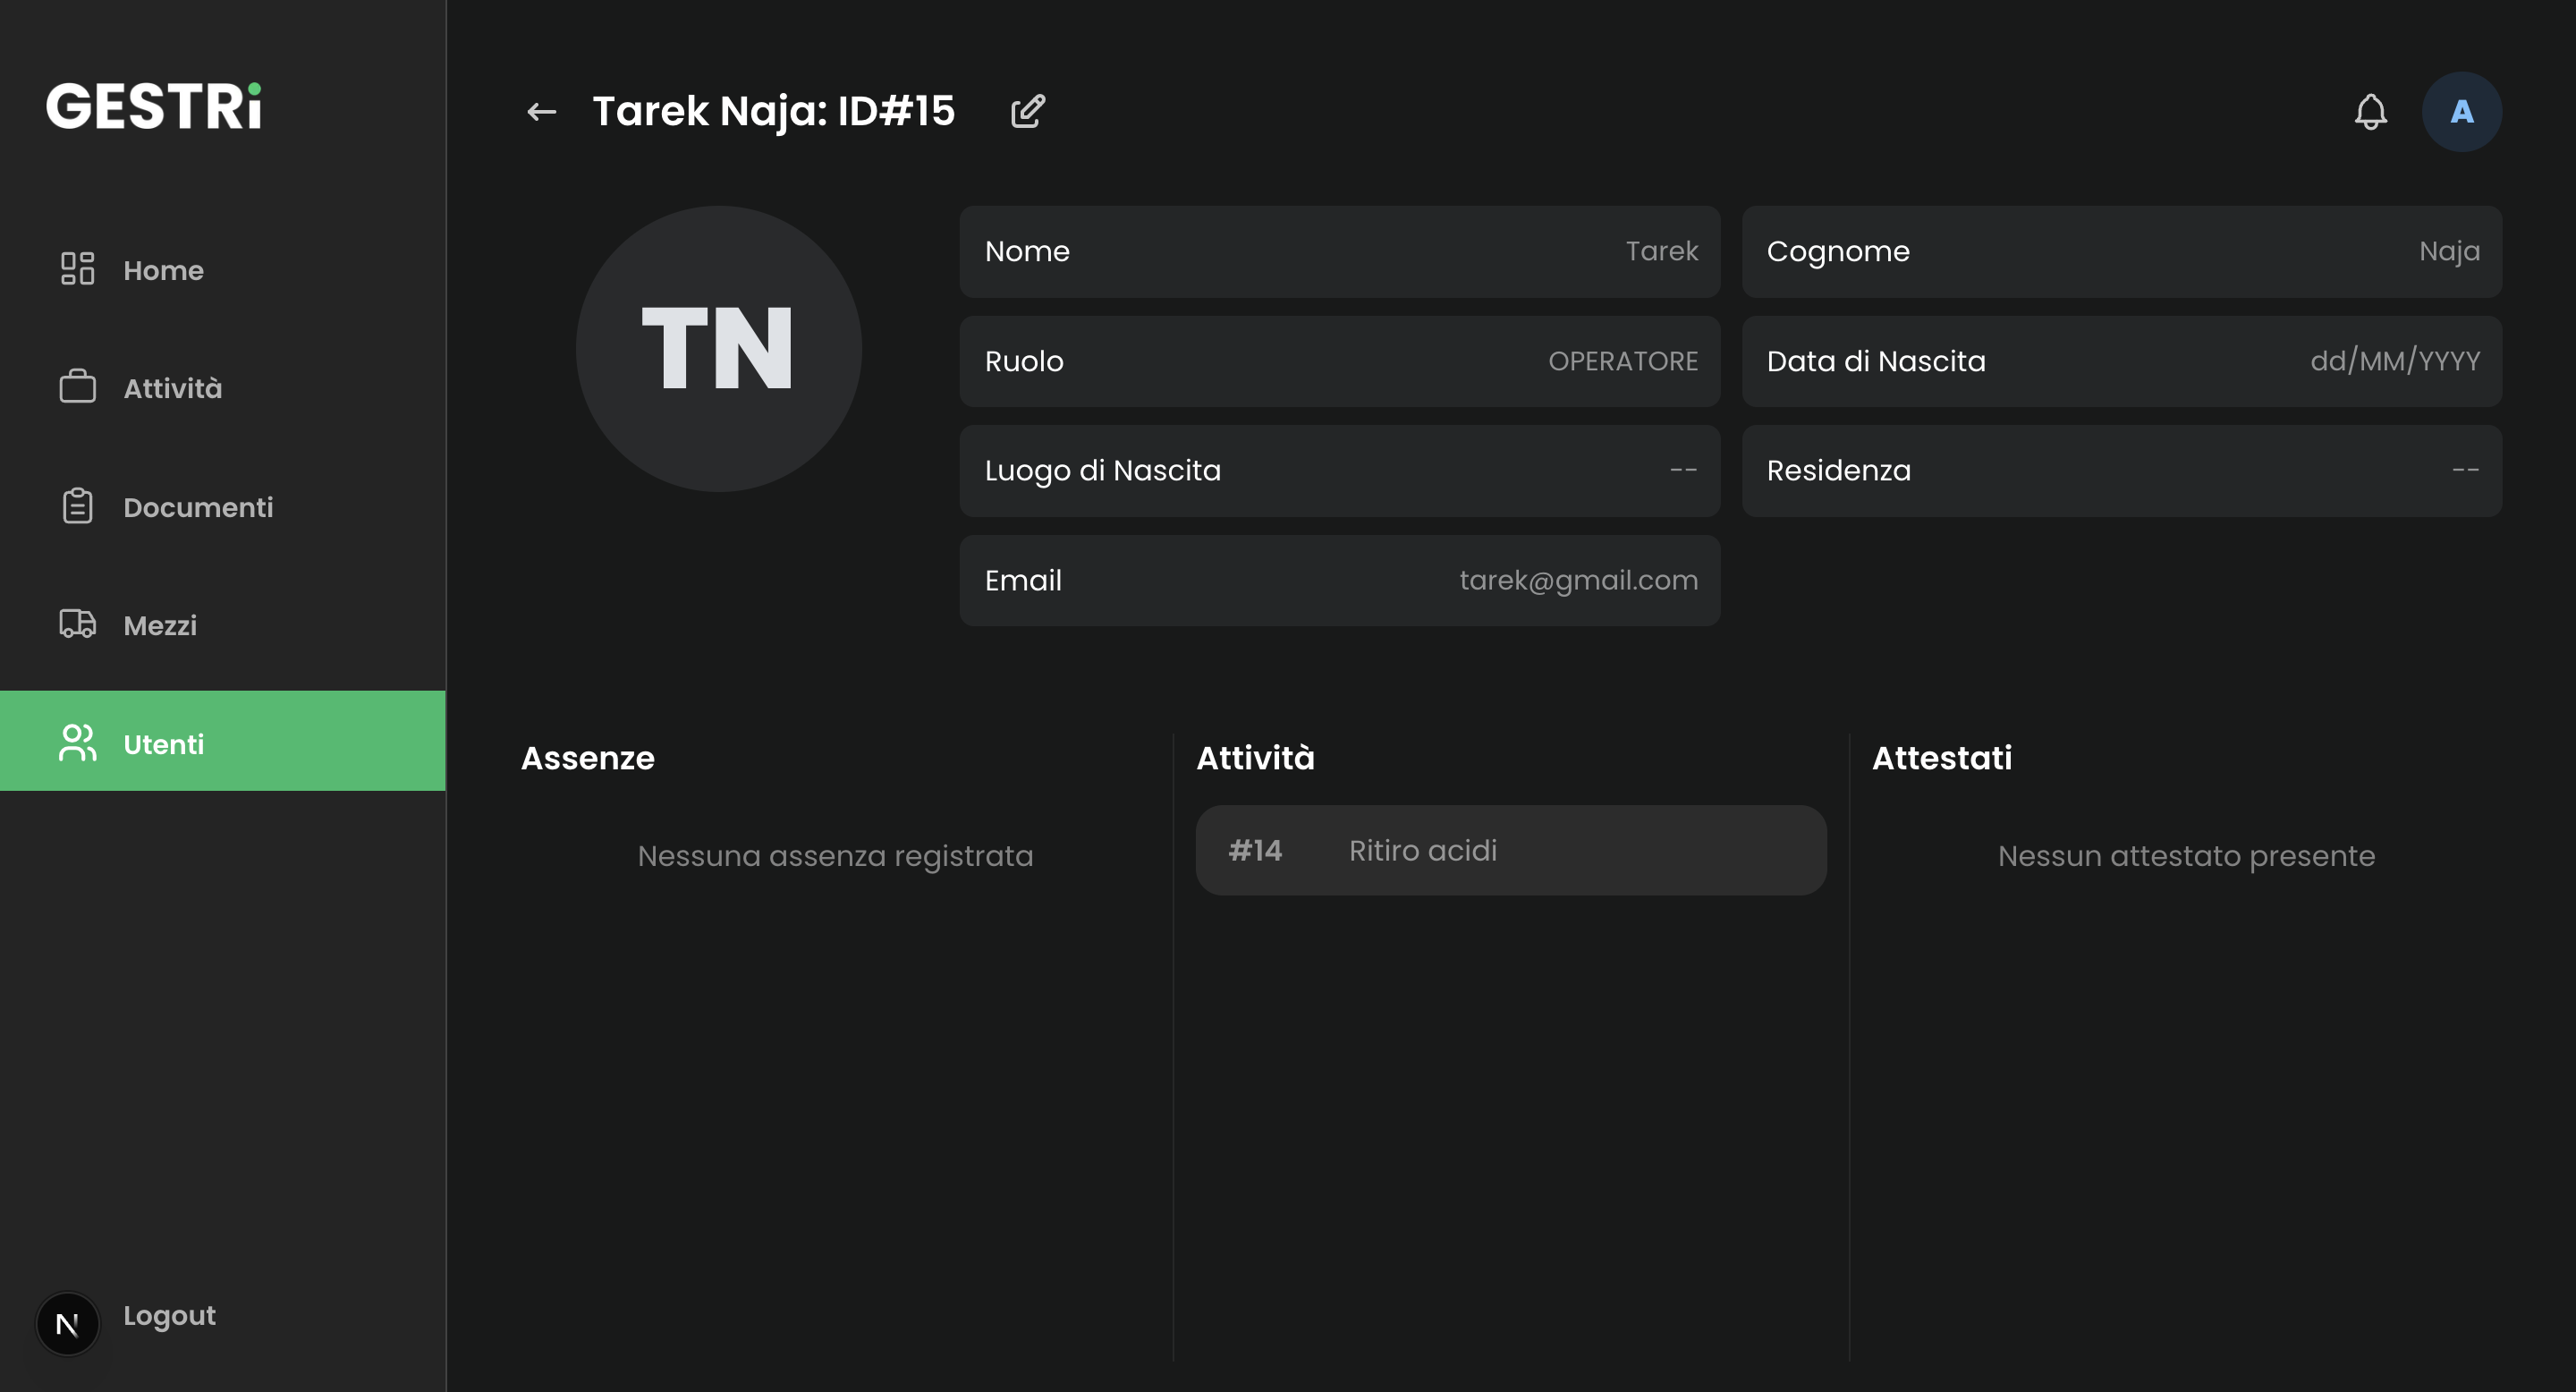 GESTRi
Home
Attività
Documenti
Mezzi
Utenti
N
Logout
Tarek Naja: ID#15
A
TN
Nome Tarek
Cognome Naja
Ruolo OPERATORE
Data di Nascita dd/MM/YYYY
Luogo di Nascita --
Residenza --
Email tarek@gmail.com
Assenze
Nessuna assenza registrata
Attività
#14 Ritiro acidi
Attestati
Nessun attestato presente